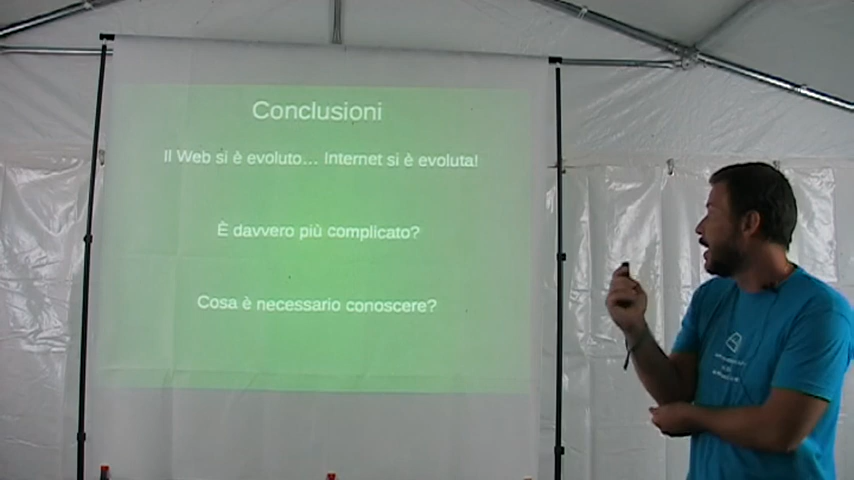 Conclusioni
Il Web si è evoluto... Internet si è evoluta!
È davvero più complicato?
Cosa è necessario conoscere?